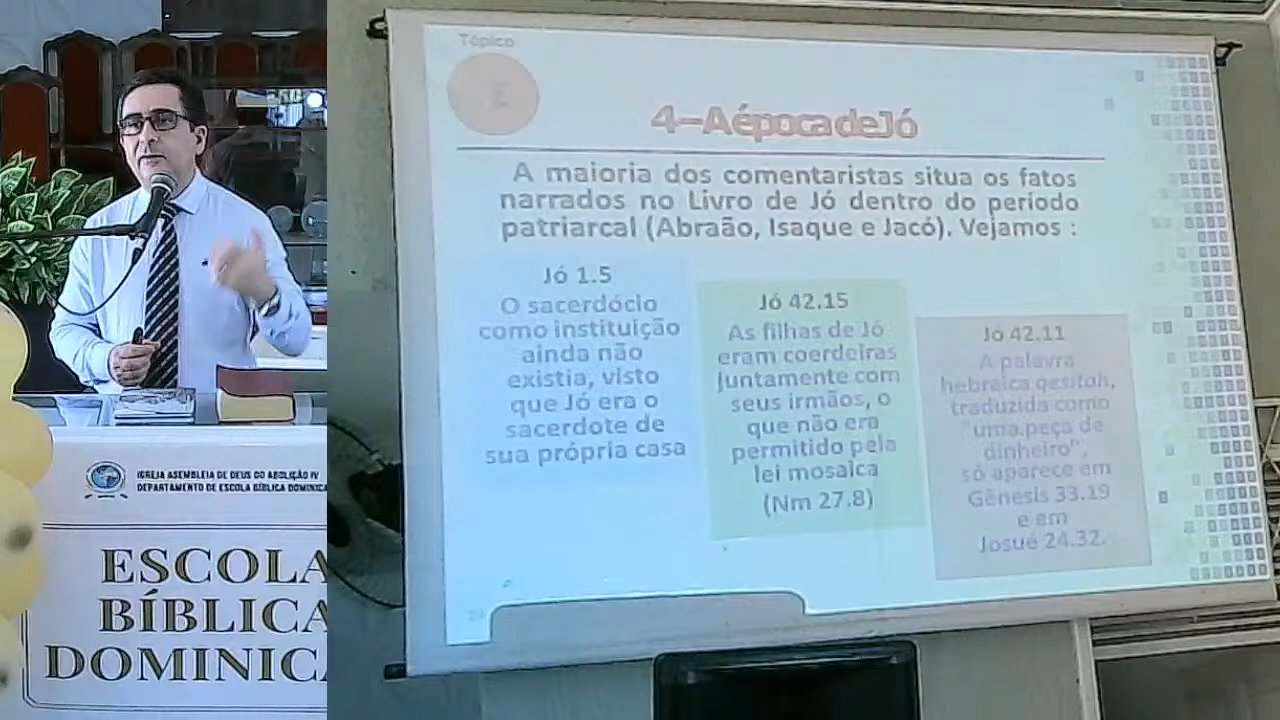 Tópico
4-A época de Jó
A maioria dos comentaristas situa os fatos
narrados no Livro de Jó dentro do período
patriarcal (Abraão, Isaque e Jacó). Vejamos :
Jó 1.5
O sacerdócio
como instituição
ainda não
existia, visto
que Jó era o
sacerdote de
sua própria casa
Jó 42.15
As filhas de Jó
eram coerdeiras
juntamente com
seus irmãos, o
que não era
permitido pela
lei mosaica
(Nm 27.8)
Jó 42.11
A palavra
hebraica qesitah,
traduzida como
"uma peça de
dinheiro",
só aparece em
Gênesis 33.19
e em
Josué 24.32.
IGREJA ASEMBLEIA DE DEUS DO ABOLIÇÃO IV
DEPARTAMENTO DE ESCOLA BÍBLICA DOMINICA
ESCOLA
BÍBLICA
DOMINICA